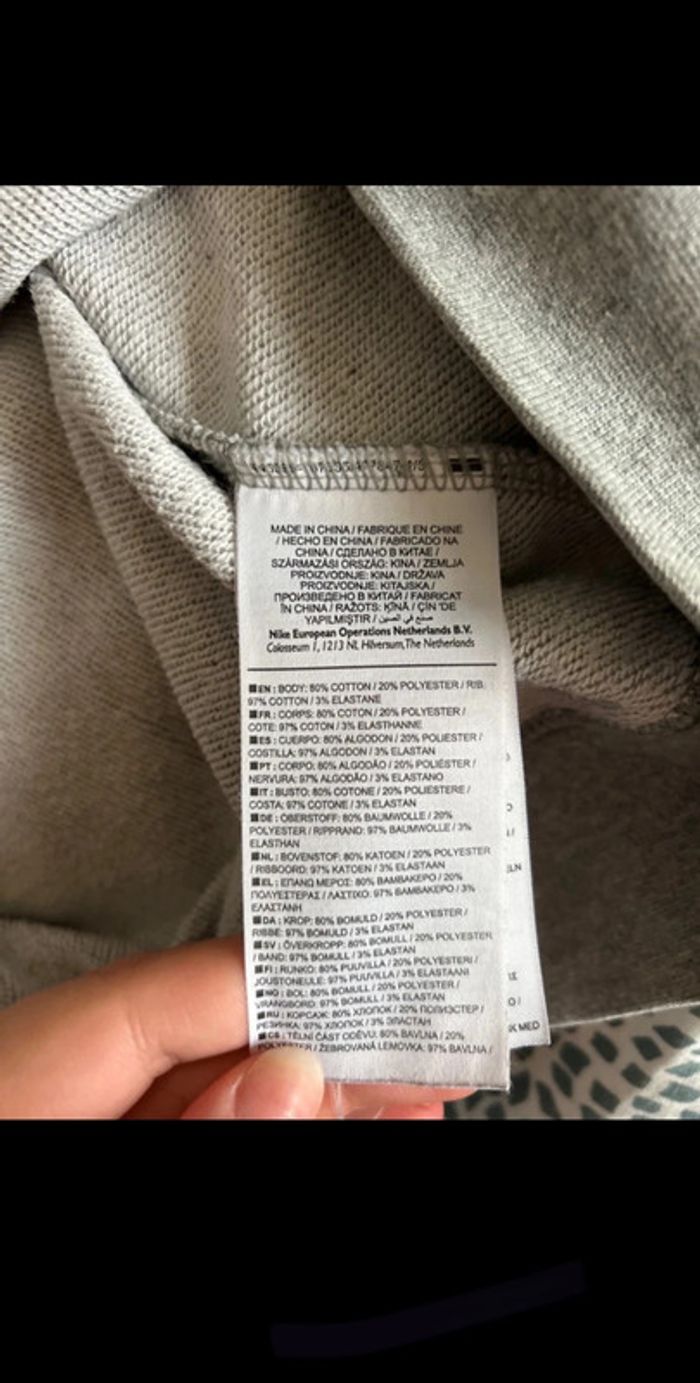 MADE IN CHINA / FABRIQUE EN CHINE
/ HECHO EN CHINA / FABRICADO NA
CHINA / СДЕЛАНО В КИТАЕ /
SZÁRMAZÁSI ORSZÁG: KÍNA / ZEMLJA
PROIZVODNJE: KINA / DRŽAVA
PROIZVODNJE: KITAJSKA /
ПРОИЗВЕДЕНО В КИТАЙ / FABRICAT
ÎN CHINA / RAŽOTS: ĶĪNĀ / ÇİN 'DE
YAPILMIŞTIR / صنع في الصين
Nike European Operations Netherlands B.V.
Colosseum 1, 1213 NL Hilversum, The Netherlands
EN : BODY: 80% COTTON / 20% POLYESTER / RIB:
97% COTTON / 3% ELASTANE
FR : CORPS: 80% COTON / 20% POLYESTER /
COTE: 97% COTON / 3% ELASTHANNE
ES : CUERPO: 80% ALGODON / 20% POLIESTER /
COSTILLA: 97% ALGODON / 3% ELASTAN
PT : CORPO: 80% ALGODÃO / 20% POLIÉSTER /
NERVURA: 97% ALGODÃO / 3% ELASTANO
IT : BUSTO: 80% COTONE / 20% POLIESTERE /
COSTA: 97% COTONE / 3% ELASTAN
DE : OBERSTOFF: 80% BAUMWOLLE / 20%
POLYESTER / RIPPRAND: 97% BAUMWOLLE / 3%
ELASTHAN
NL : BOVENSTOF: 80% KATOEN / 20% POLYESTER
/ RIBBOORD: 97% KATOEN / 3% ELASTAAN
EL : ΕΠΑΝΩ ΜΕΡΟΣ: 80% ΒΑΜΒΑΚΕΡΟ / 20%
ΠΟΛΥΕΣΤΕΡΑΣ / ΛΑΣΤΙΧΟ: 97% ΒΑΜΒΑΚΕΡΟ / 3%
ΕΛΑΣΤΑΝΗ
DA : KROP: 80% BOMULD / 20% POLYESTER /
RIBBE: 97% BOMULD / 3% ELASTAN
SV : ÖVERKROPP: 80% BOMULL / 20% POLYESTER
/ BAND: 97% BOMULL / 3% ELASTAN
FI : RUNKO: 80% PUUVILLA / 20% POLYESTERI /
JOUSTONEULE: 97% PUUVILLA / 3% ELASTAANI
NO : BOL: 80% BOMULL / 20% POLYESTER /
VRANGBORD: 97% BOMULL / 3% ELASTAN
RU : КОРСАЖ: 80% ХЛОПОК / 20% ПОЛИЭСТЕР /
РЕЗИНКА: 97% ХЛОПОК / 3% ЭЛАСТАН
CS : TĚLNÍ ČÁST ODĚVU: 80% BAVLNA / 20%
POLYESTER / ŽEBROVANÁ LEMOVKA: 97% BAVLNA /